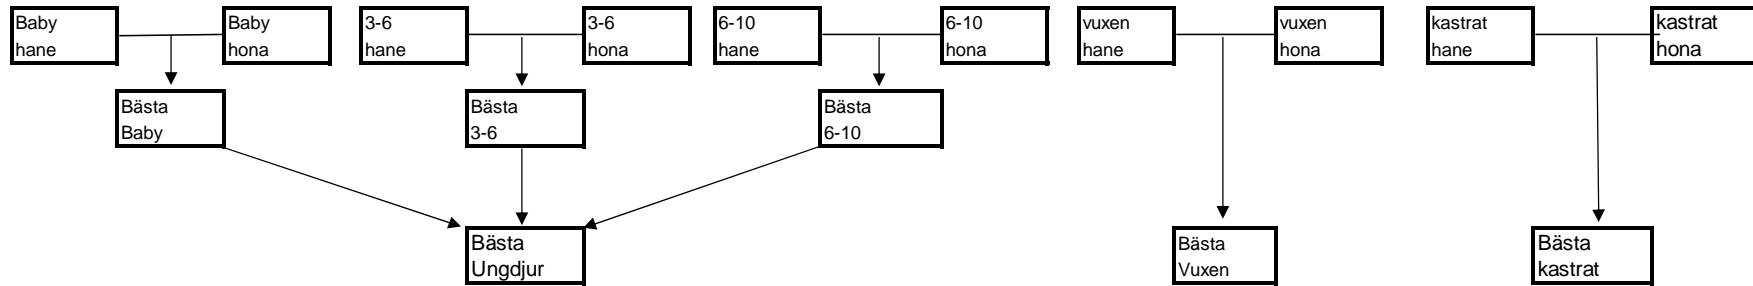 Baby
hane
Baby
hona
3-6
hane
3-6
hona
6-10
hane
6-10
hona
vuxen
hane
vuxen
hona
kastrat
hane
kastrat
hona
Bästa
Baby
Bästa
3-6
Bästa
6-10
Bästa
Ungdjur
Bästa
Vuxen
Bästa
kastrat